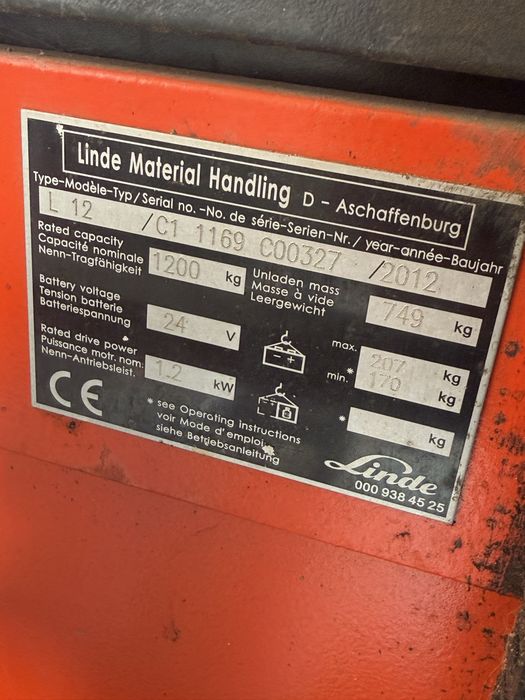 Linde Material Handling D - Aschaffenburg
Type-Modèle-Typ/Serial no.-No. de série-Serien-Nr./ year-année-Baujahr
L 12 /C1 1169 C00327 /2012
Rated capacity
Capacité nominale
Nenn-Tragfähigkeit
1200 kg
Unladen mass
Masse à vide
Leergewicht
749 kg
Battery voltage
Tension batterie
Batteriespannung
24 V
- +
max. 207 kg
* min. 170 kg
Rated drive power
Puissance motr. nom.
Nenn-Antriebsleist.
1.2 kW
* kg
CE
* see Operating instructions
voir Mode d'emploi
siehe Betriebsanleitung
Linde
000 938 45 25